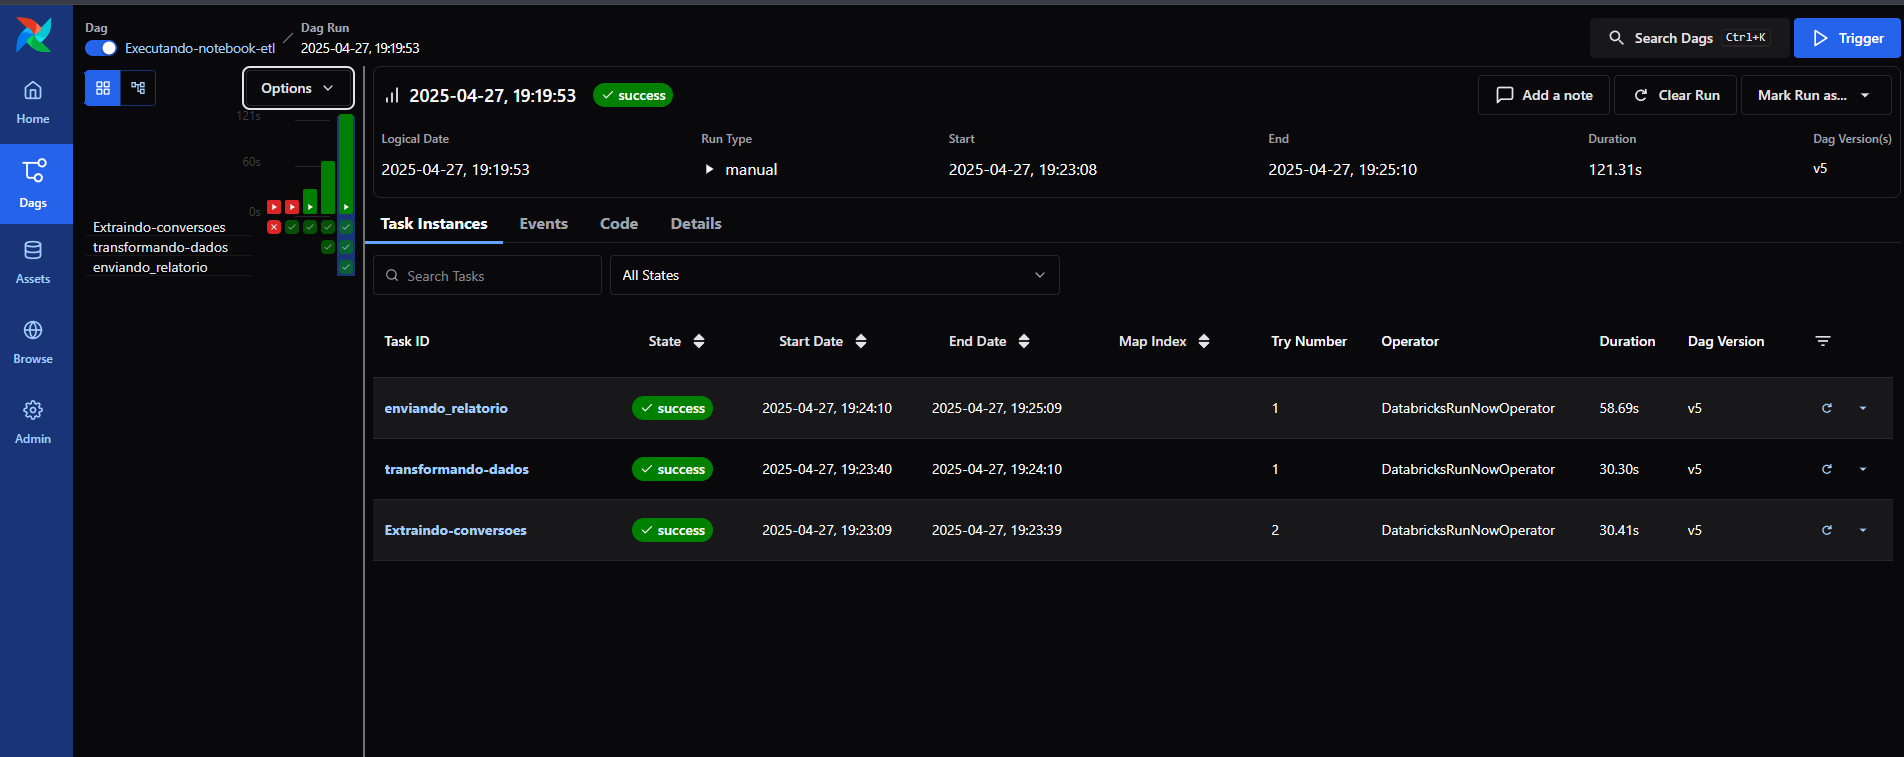 Dag
Executando-notebook-etl
Dag Run
2025-04-27, 19:19:53
Search Dags Ctrl+K
Trigger
Home
Dags
Assets
Browse
Admin
Options
121s
60s
0s
Extraindo-conversoes
transformando-dados
enviando_relatorio
2025-04-27, 19:19:53 success
Add a note
Clear Run
Mark Run as...
Logical Date Run Type Start End Duration Dag Version(s)
2025-04-27, 19:19:53 manual 2025-04-27, 19:23:08 2025-04-27, 19:25:10 121.31s v5
Task Instances Events Code Details
Search Tasks
All States
Task ID State Start Date End Date Map Index Try Number Operator Duration Dag Version
enviando_relatorio success 2025-04-27, 19:24:10 2025-04-27, 19:25:09 1 DatabricksRunNowOperator 58.69s v5
transformando-dados success 2025-04-27, 19:23:40 2025-04-27, 19:24:10 1 DatabricksRunNowOperator 30.30s v5
Extraindo-conversoes success 2025-04-27, 19:23:09 2025-04-27, 19:23:39 2 DatabricksRunNowOperator 30.41s v5